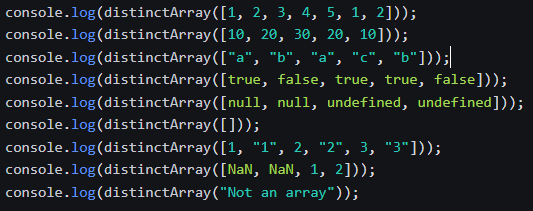 console.log(distinctArray([1, 2, 3, 4, 5, 1, 2]));
console.log(distinctArray([10, 20, 30, 20, 10]));
console.log(distinctArray(["a", "b", "a", "c", "b"]));
console.log(distinctArray([true, false, true, true, false]));
console.log(distinctArray([null, null, undefined, undefined]));
console.log(distinctArray([]));
console.log(distinctArray([1, "1", 2, "2", 3, "3"]));
console.log(distinctArray([NaN, NaN, 1, 2]));
console.log(distinctArray("Not an array"));